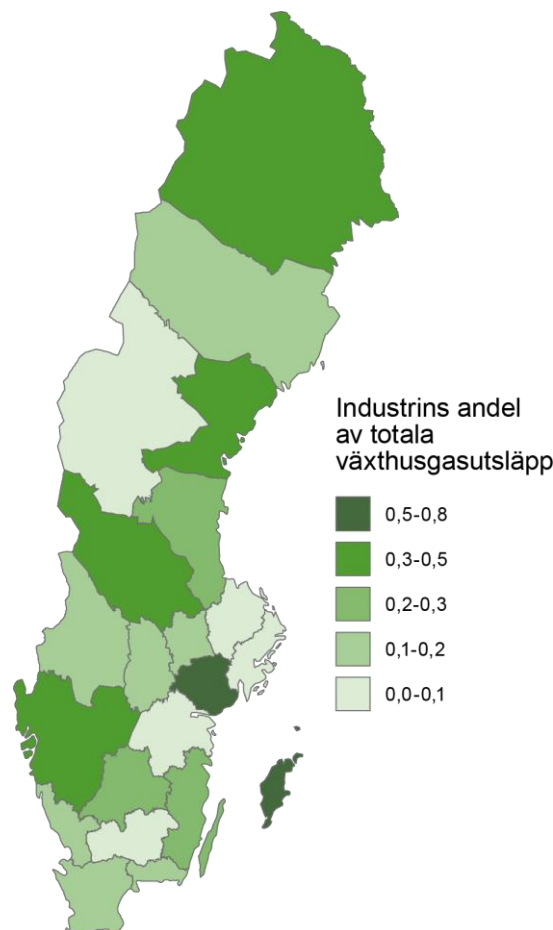 Industrins andel
av totala
växthusgasutsläpp
0,5-0,8
0,3-0,5
0,2-0,3
0,1-0,2
0,0-0,1